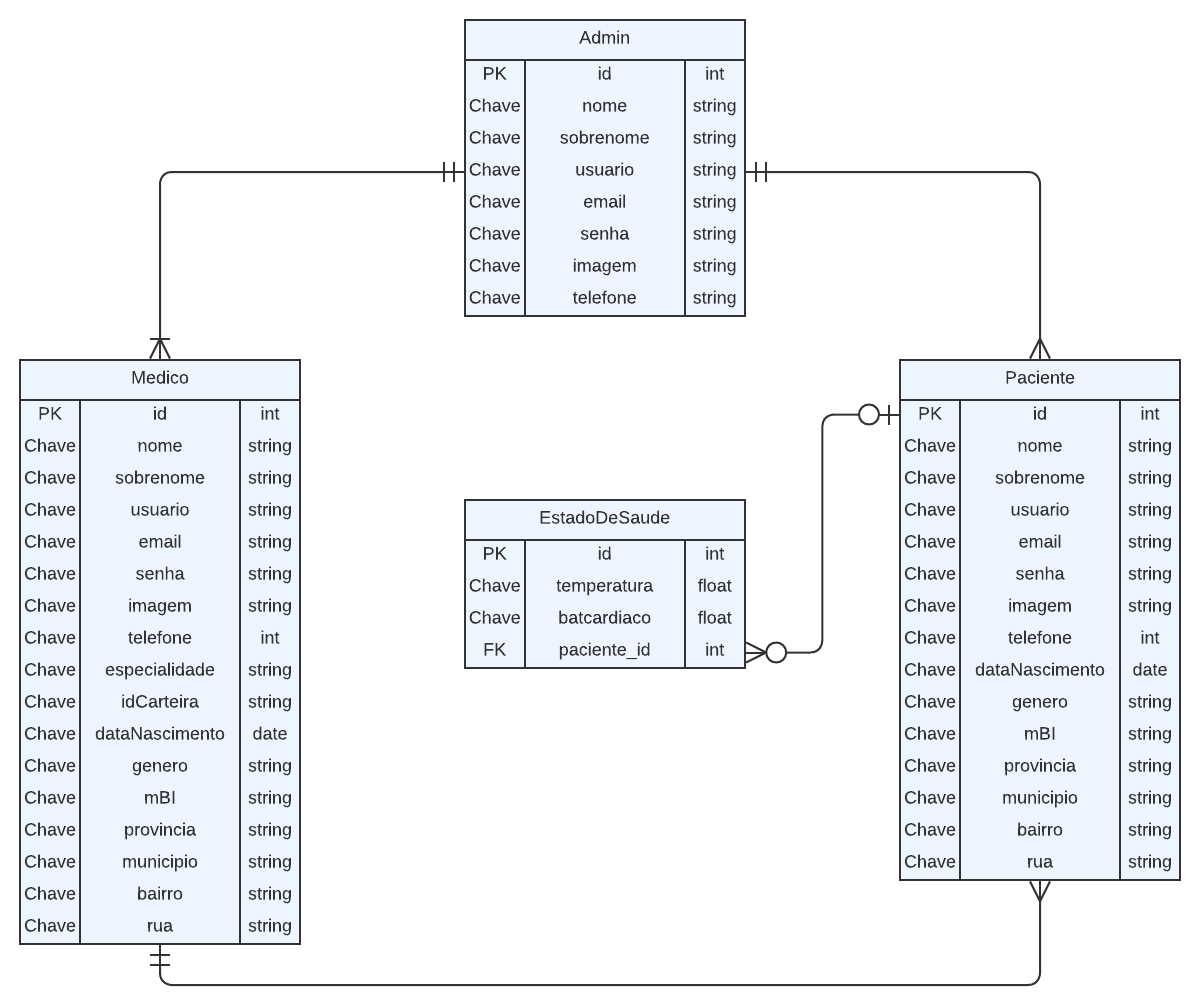 Admin
PK id int
Chave nome string
Chave sobrenome string
Chave usuario string
Chave email string
Chave senha string
Chave imagem string
Chave telefone string
Medico
PK id int
Chave nome string
Chave sobrenome string
Chave usuario string
Chave email string
Chave senha string
Chave imagem string
Chave telefone int
Chave especialidade string
Chave idCarteira string
Chave dataNascimento date
Chave genero string
Chave mBI string
Chave provincia string
Chave municipio string
Chave bairro string
Chave rua string
EstadoDeSaude
PK id int
Chave temperatura float
Chave batcardiaco float
FK paciente_id int
Paciente
PK id int
Chave nome string
Chave sobrenome string
Chave usuario string
Chave email string
Chave senha string
Chave imagem string
Chave telefone int
Chave dataNascimento date
Chave genero string
Chave mBI string
Chave provincia string
Chave municipio string
Chave bairro string
Chave rua string